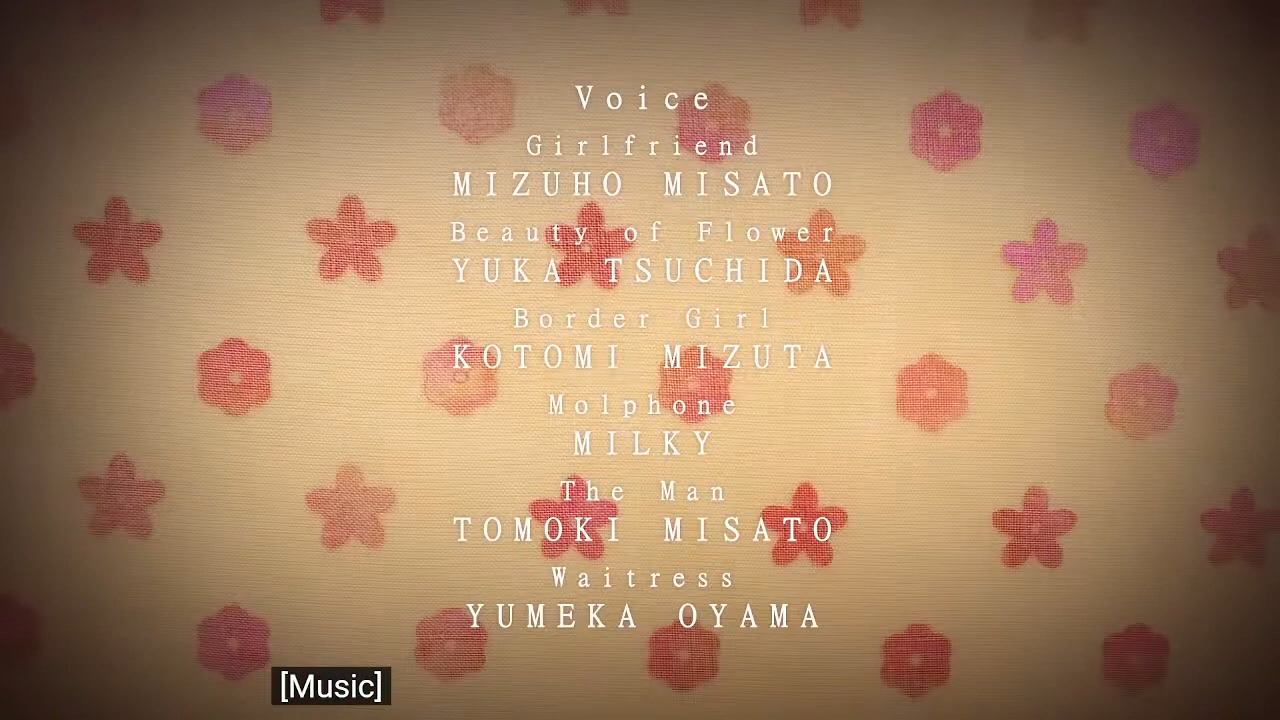 Voice
Girlfriend
MIZUHO MISATO
Beauty of Flower
YUKA TSUCHIDA
Border Girl
KOTOMI MIZUTA
Molphone
MILKY
The Man
TOMOKI MISATO
Waitress
YUMEKA OYAMA
[Music]